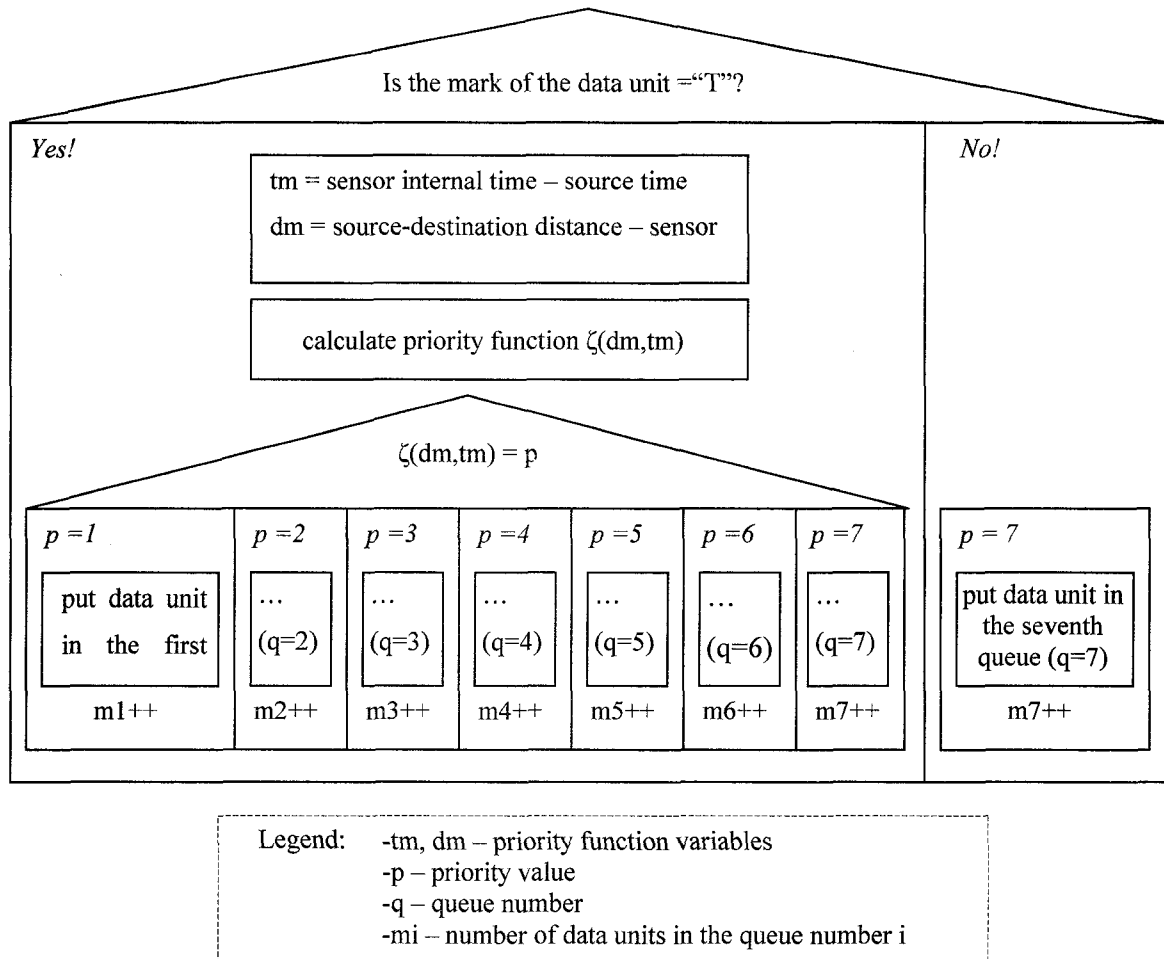 Is the mark of the data unit =“T”?
Yes!
No!
tm = sensor internal time – source time
dm = source-destination distance – sensor
calculate priority function ζ(dm,tm)
ζ(dm,tm) = p
p =1
p =2
p =3
p =4
p =5
p =6
p =7
p = 7
put data unit
in the first
…
(q=2)
…
(q=3)
…
(q=4)
…
(q=5)
…
(q=6)
…
(q=7)
put data unit in
the seventh
queue (q=7)
m1++
m2++
m3++
m4++
m5++
m6++
m7++
m7++
Legend: -tm, dm – priority function variables
-p – priority value
-q – queue number
-mi – number of data units in the queue number i